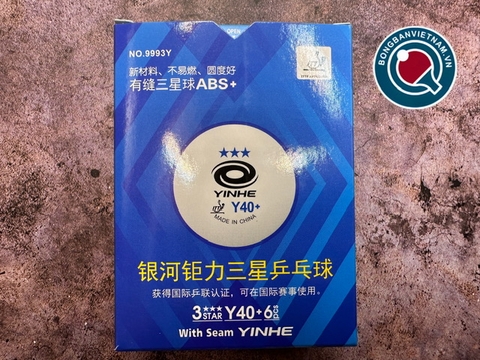 OPEN
NO.9993Y
新材料、不易燃、圆度好
有缝三星球ABS+
BONGBANVIETNAM.VN
YINHE
Y40+
MADE IN CHINA
银河钜力三星乒乓球
获得国际乒联认证，可在国际赛事使用。
3 STAR Y40+ 6 PCS
With Seam YINHE